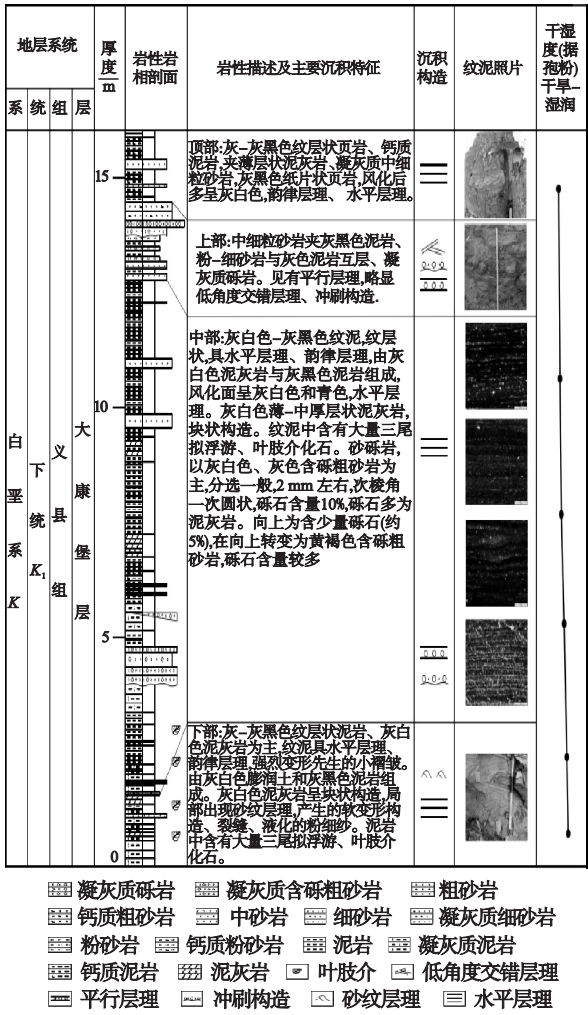 地层系统
系
统
组
层
厚
度
m
岩性岩
相剖面
岩性描述及主要沉积特征
沉积
构造
纹泥照片
干湿
度(据
孢粉)
干旱–
湿润
白
垩
系
K
下
统
K1
义
县
组
大
康
堡
层
15
10
5
0
顶部:灰–灰黑色纹层状页岩、钙质
泥岩,夹薄层状泥灰岩、凝灰质中细
粒砂岩,灰黑色纸片状页岩,风化后
多呈灰白色,韵律层理、水平层理。
上部:中细粒砂岩夹灰黑色泥岩、
粉–细砂岩与灰色泥岩互层、凝
灰质砾岩。见有平行层理,略显
低角度交错层理、冲刷构造.
中部:灰白色–灰黑色纹泥,纹层
状,具水平层理、韵律层理,由灰
白色泥灰岩与灰黑色泥岩组成,
风化面呈灰白色和青色,水平层
理。灰白色薄–中厚层状泥灰岩,
块状构造。纹泥中含有大量三尾
拟浮游、叶肢介化石。砂砾岩,
以灰白色、灰色含砾粗砂岩为
主,分选一般,2 mm 左右,次棱角
一次圆状,砾石含量10%,砾石多为
泥灰岩。向上为含少量砾石(约
5%),在向上转变为黄褐色含砾粗
砂岩,砾石含量较多
下部:灰–灰黑色纹层状泥岩、灰白
色泥灰岩为主,纹泥具水平层理、
韵律层理,强烈变形先生的小褶皱。
由灰白色膨润土和灰黑色泥岩组
成。灰白色泥灰岩呈块状构造,局
部出现砂纹层理,产生的软变形构
造、裂缝、液化的粉细纱。泥岩
中含有大量三尾拟浮游、叶肢介
化石。
凝灰质砾岩 凝灰质含砾粗砂岩 粗砂岩
钙质粗砂岩 中砂岩 细砂岩 凝灰质细砂岩
粉砂岩 钙质粉砂岩 泥岩 凝灰质泥岩
钙质泥岩 泥灰岩 叶肢介 低角度交错层理
平行层理 冲刷构造 砂纹层理 水平层理